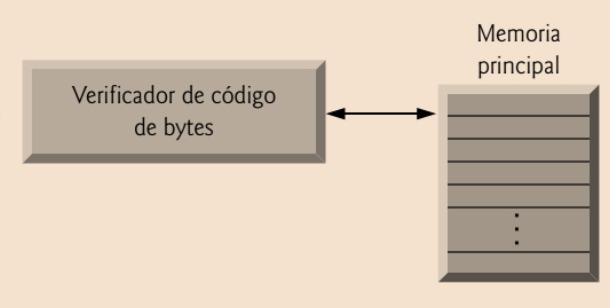 Memoria
principal
Verificador de código
de bytes